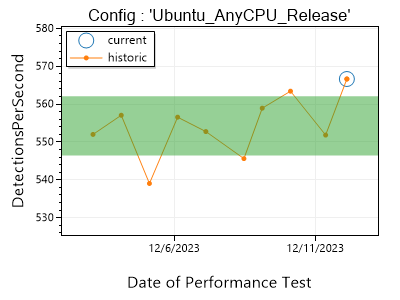 Config : 'Ubuntu_AnyCPU_Release'
current
historic
DetectionsPerSecond
580
570
560
550
540
530
12/6/2023
12/11/2023
Date of Performance Test